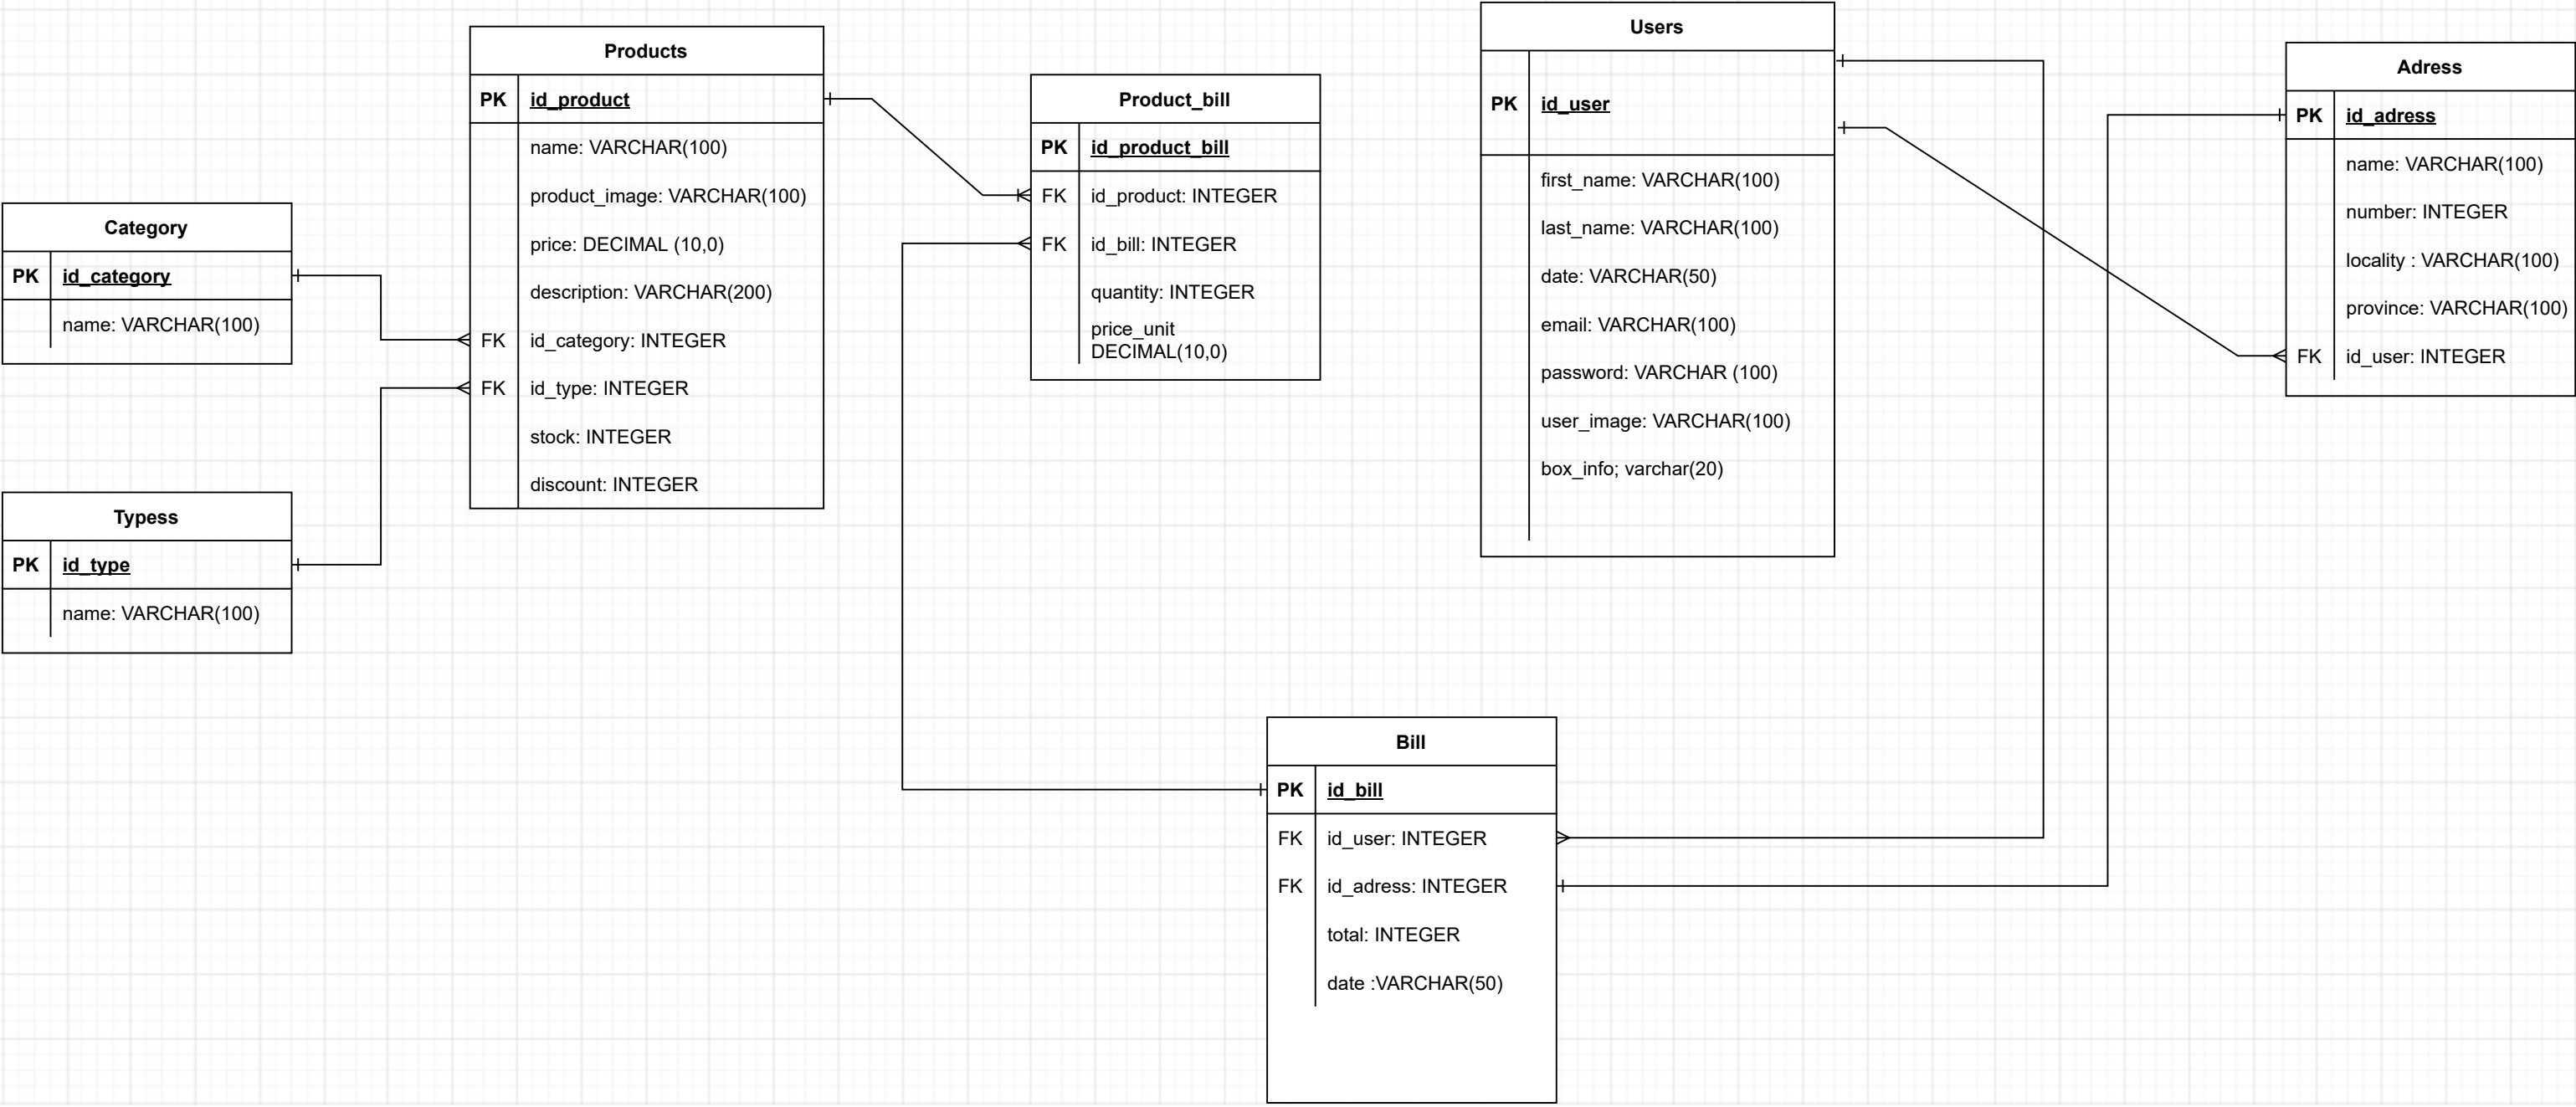 Products
PK id_product
name: VARCHAR(100)
product_image: VARCHAR(100)
price: DECIMAL (10,0)
description: VARCHAR(200)
FK id_category: INTEGER
FK id_type: INTEGER
stock: INTEGER
discount: INTEGER
Category
PK id_category
name: VARCHAR(100)
Typess
PK id_type
name: VARCHAR(100)
Product_bill
PK id_product_bill
FK id_product: INTEGER
FK id_bill: INTEGER
quantity: INTEGER
price_unit
DECIMAL(10,0)
Users
PK id_user
first_name: VARCHAR(100)
last_name: VARCHAR(100)
date: VARCHAR(50)
email: VARCHAR(100)
password: VARCHAR (100)
user_image: VARCHAR(100)
box_info; varchar(20)
Adress
PK id_adress
name: VARCHAR(100)
number: INTEGER
locality : VARCHAR(100)
province: VARCHAR(100)
FK id_user: INTEGER
Bill
PK id_bill
FK id_user: INTEGER
FK id_adress: INTEGER
total: INTEGER
date :VARCHAR(50)